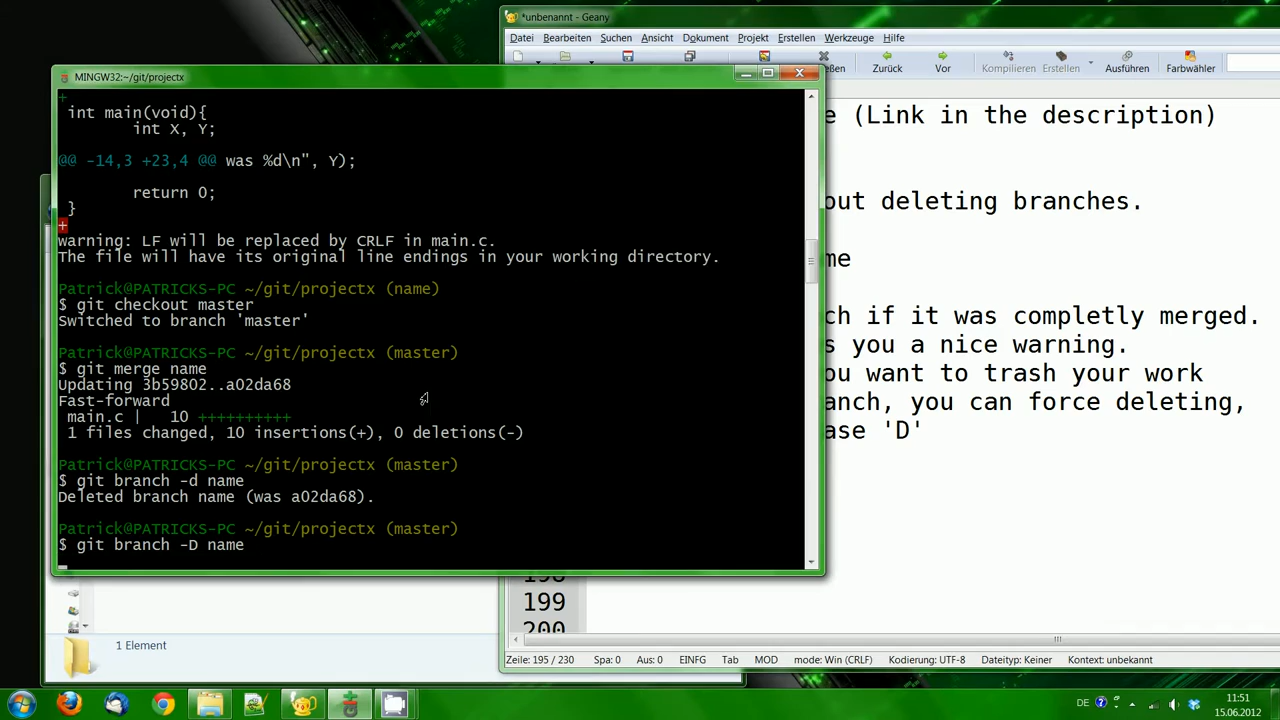 *unbenannt - Geany
Datei Bearbeiten Suchen Ansicht Dokument Projekt Erstellen Werkzeuge Hilfe
Zurück Vor Kompilieren Erstellen Ausführen Farbwähler
MINGW32:~/git/projectx
+
int main(void){
int X, Y;
@@ -14,3 +23,4 @@ was %d\n", Y);
return 0;
}
+
warning: LF will be replaced by CRLF in main.c.
The file will have its original line endings in your working directory.
Patrick@PATRICKS-PC ~/git/projectx (name)
$ git checkout master
Switched to branch 'master'
Patrick@PATRICKS-PC ~/git/projectx (master)
$ git merge name
Updating 3b59802..a02da68
Fast-forward
main.c | 10 ++++++++++
1 files changed, 10 insertions(+), 0 deletions(-)
Patrick@PATRICKS-PC ~/git/projectx (master)
$ git branch -d name
Deleted branch name (was a02da68).
Patrick@PATRICKS-PC ~/git/projectx (master)
$ git branch -D name
(Link in the description)
deleting branches.
if it was completly merged.
you a nice warning.
want to trash your work
you can force deleting,
'D'
199
200
Zeile: 195 / 230 Spa: 0 Aus: 0 EINFG Tab MOD mode: Win (CRLF) Kodierung: UTF-8 Dateityp: Keiner Kontext: unbekannt
1 Element
DE
11:51
15.06.2012